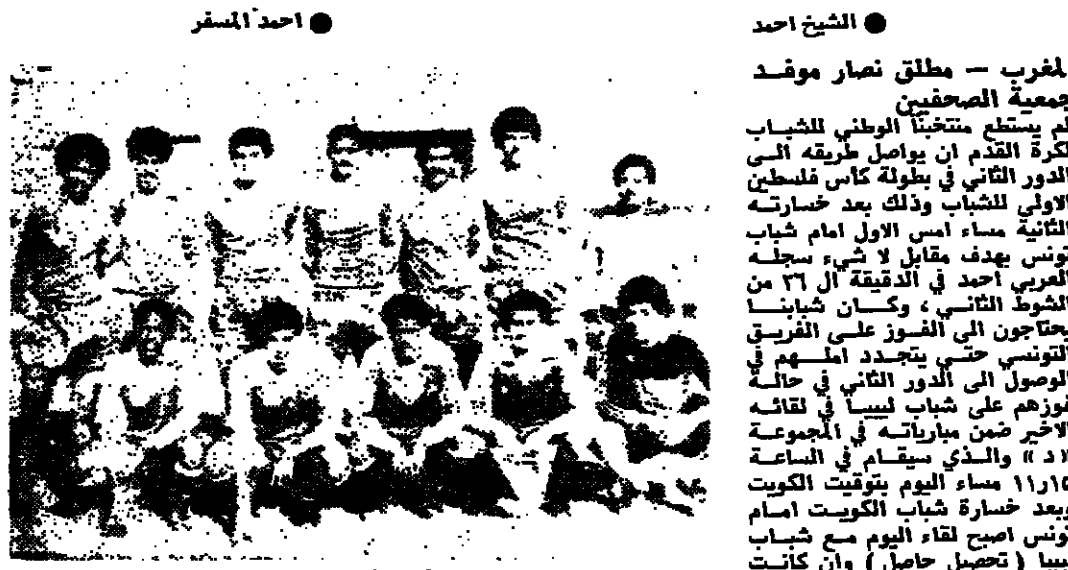 ● الشيخ احمد
● احمد المسفر
لمغرب — مطلق نصار موفد
جمعية الصحفيين
لم يستطع منتخبنا الوطني للشباب
لكرة القدم ان يواصل طريقه الى
الدور الثاني في بطولة كأس فلسطين
الاولى للشباب وذلك بعد خسارته
الثانية مساء امس الاول امام شباب
تونس بهدف مقابل لا شيء سجله
العربي احمد في الدقيقة ال ٣٦ من
الشوط الثاني ، وكان شبابنا
يحتاجون الى الفوز على الفريق
التونسي حتى يتجدد املهم في
الوصول الى الدور الثاني في حالة
فوزهم على شباب ليبيا في لقائه
الاخير ضمن مبارياته في المجموعة
« د » والذي سيقام في الساعة
١١٫١٥ مساء اليوم بتوقيت الكويت
وبعد خسارة شباب الكويت امام
تونس اصبح لقاء اليوم مع شباب
ليبيا ( تحصيل حاصل ) وان كانت